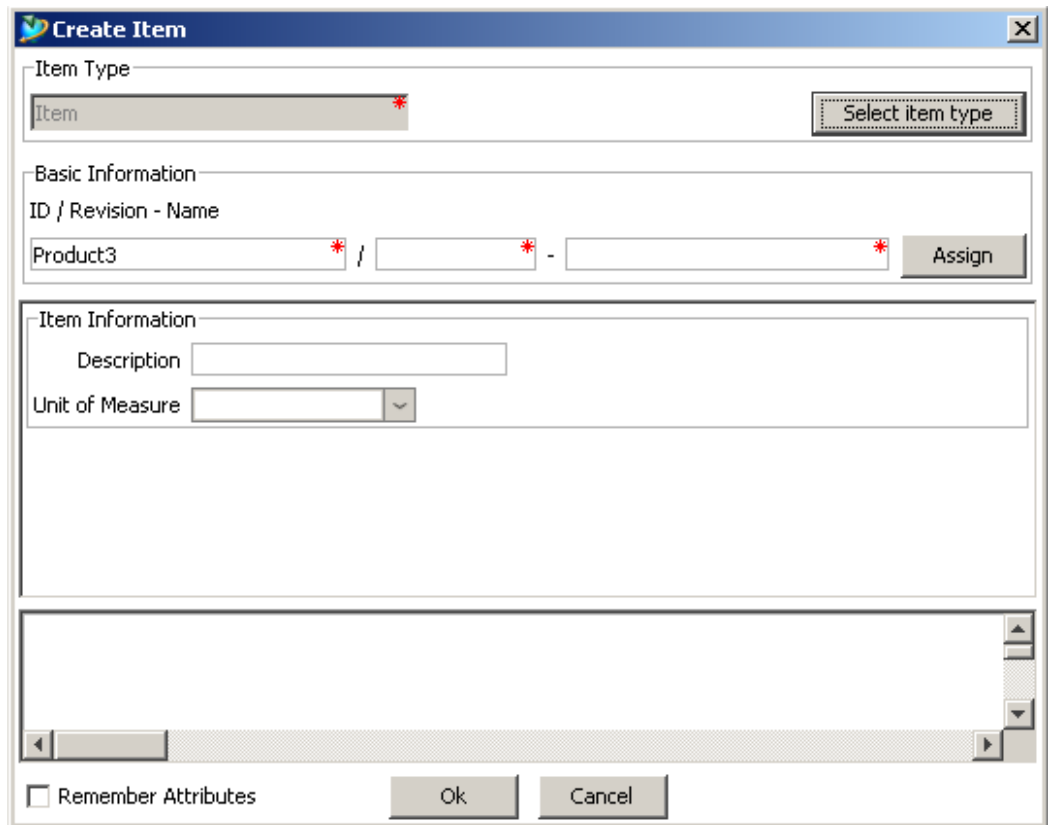 Create Item
Item Type
Item * Select item type
Basic Information
ID / Revision - Name
Product3 * / * - * Assign
Item Information
Description
Unit of Measure
Remember Attributes Ok Cancel